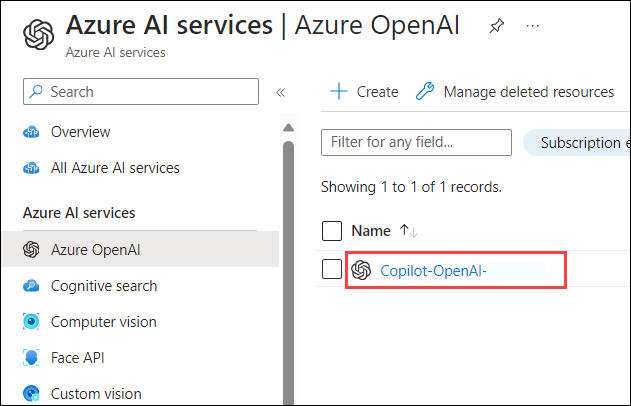 Azure AI services | Azure OpenAI
Azure AI services
Search
Overview
All Azure AI services
Azure AI services
Azure OpenAI
Cognitive search
Computer vision
Face API
Custom vision
Create Manage deleted resources
Filter for any field... Subscription e
Showing 1 to 1 of 1 records.
Name
Copilot-OpenAI-